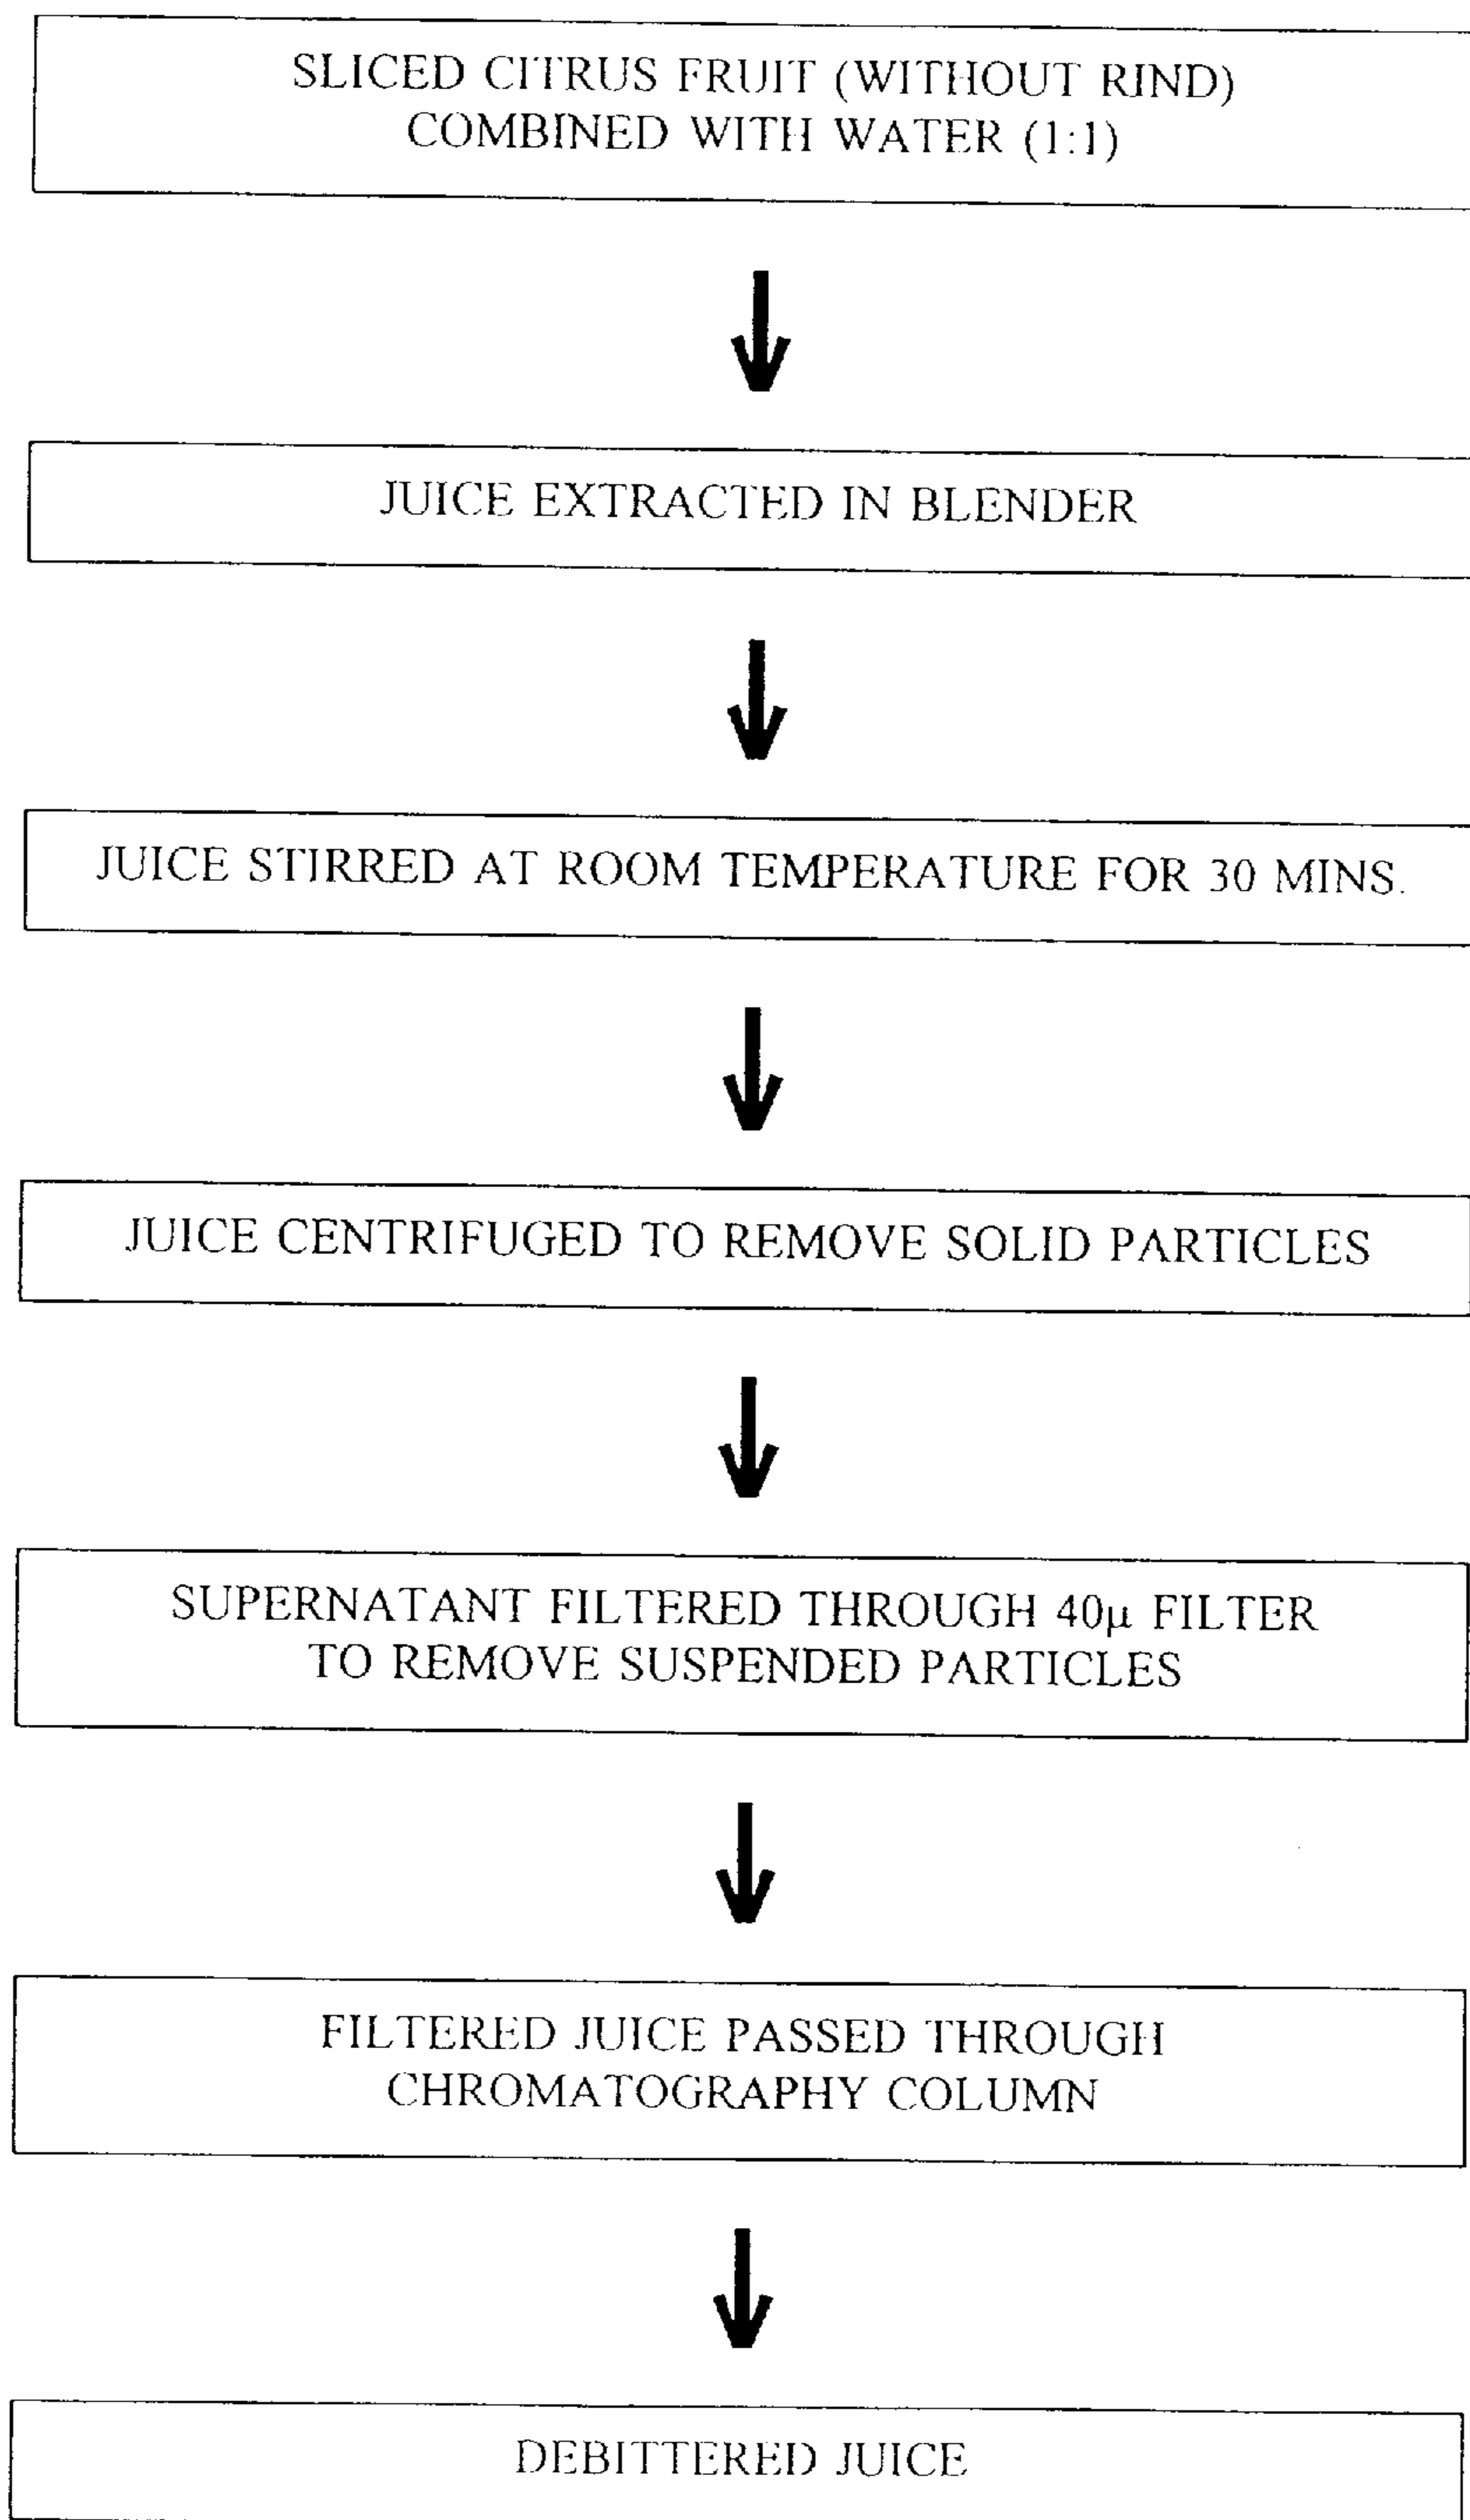 SLICED CITRUS FRUIT (WITHOUT RIND)
COMBINED WITH WATER (1:1)
JUICE EXTRACTED IN BLENDER
JUICE STIRRED AT ROOM TEMPERATURE FOR 30 MINS.
JUICE CENTRIFUGED TO REMOVE SOLID PARTICLES
SUPERNATANT FILTERED THROUGH 40µ FILTER
TO REMOVE SUSPENDED PARTICLES
FILTERED JUICE PASSED THROUGH
CHROMATOGRAPHY COLUMN
DEBITTERED JUICE